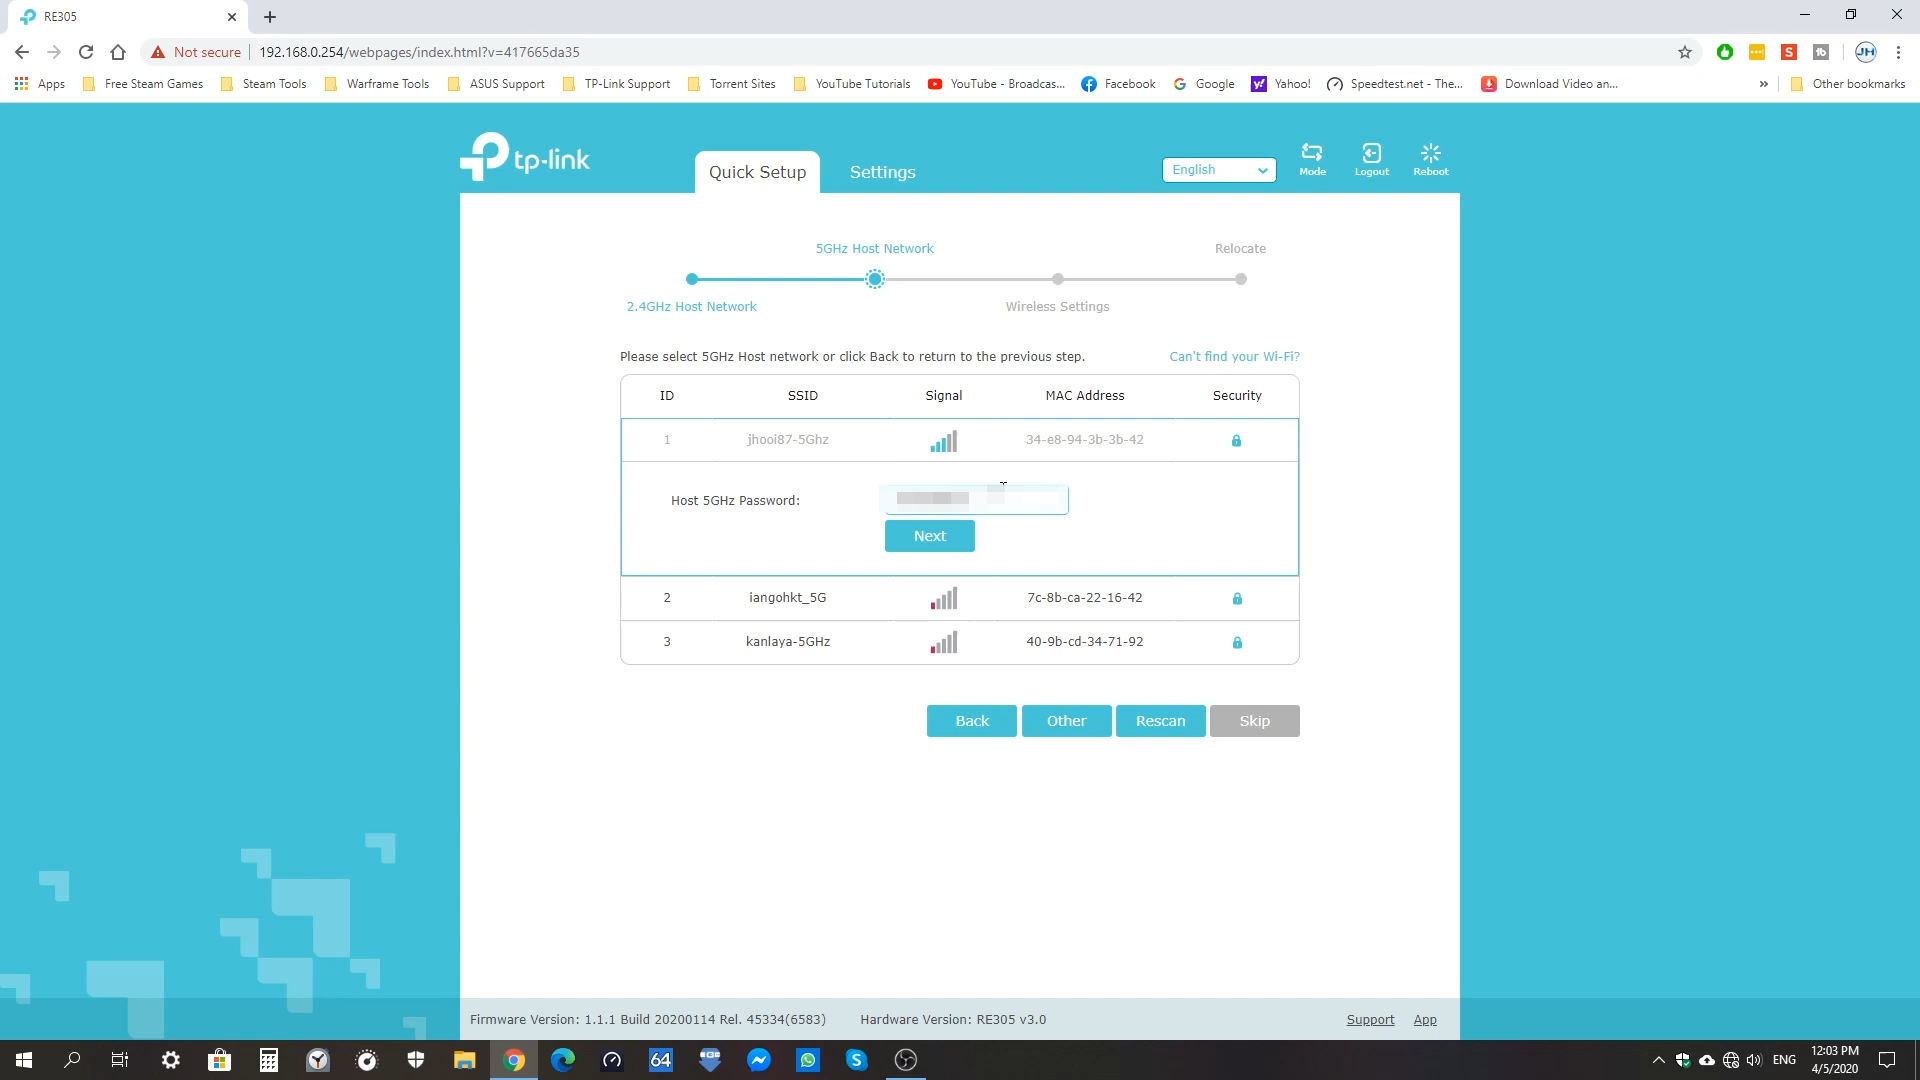 RE305
Not secure 192.168.0.254/webpages/index.html?v=417665da35
JH
Apps Free Steam Games Steam Tools Warframe Tools ASUS Support TP-Link Support Torrent Sites YouTube Tutorials YouTube - Broadcas... Facebook Google Yahoo! Speedtest.net - The... Download Video an... » Other bookmarks
tp-link
Quick Setup Settings English Mode Logout Reboot
5GHz Host Network Relocate
2.4GHz Host Network Wireless Settings
Please select 5GHz Host network or click Back to return to the previous step. Can't find your Wi-Fi?
ID SSID Signal MAC Address Security
1 jhooi87-5Ghz 34-e8-94-3b-3b-42
Host 5GHz Password:
Next
2 iangohkt_5G 7c-8b-ca-22-16-42
3 kanlaya-5GHz 40-9b-cd-34-71-92
Back Other Rescan Skip
Firmware Version: 1.1.1 Build 20200114 Rel. 45334(6583) Hardware Version: RE305 v3.0 Support App
64 ENG 12:03 PM
4/5/2020